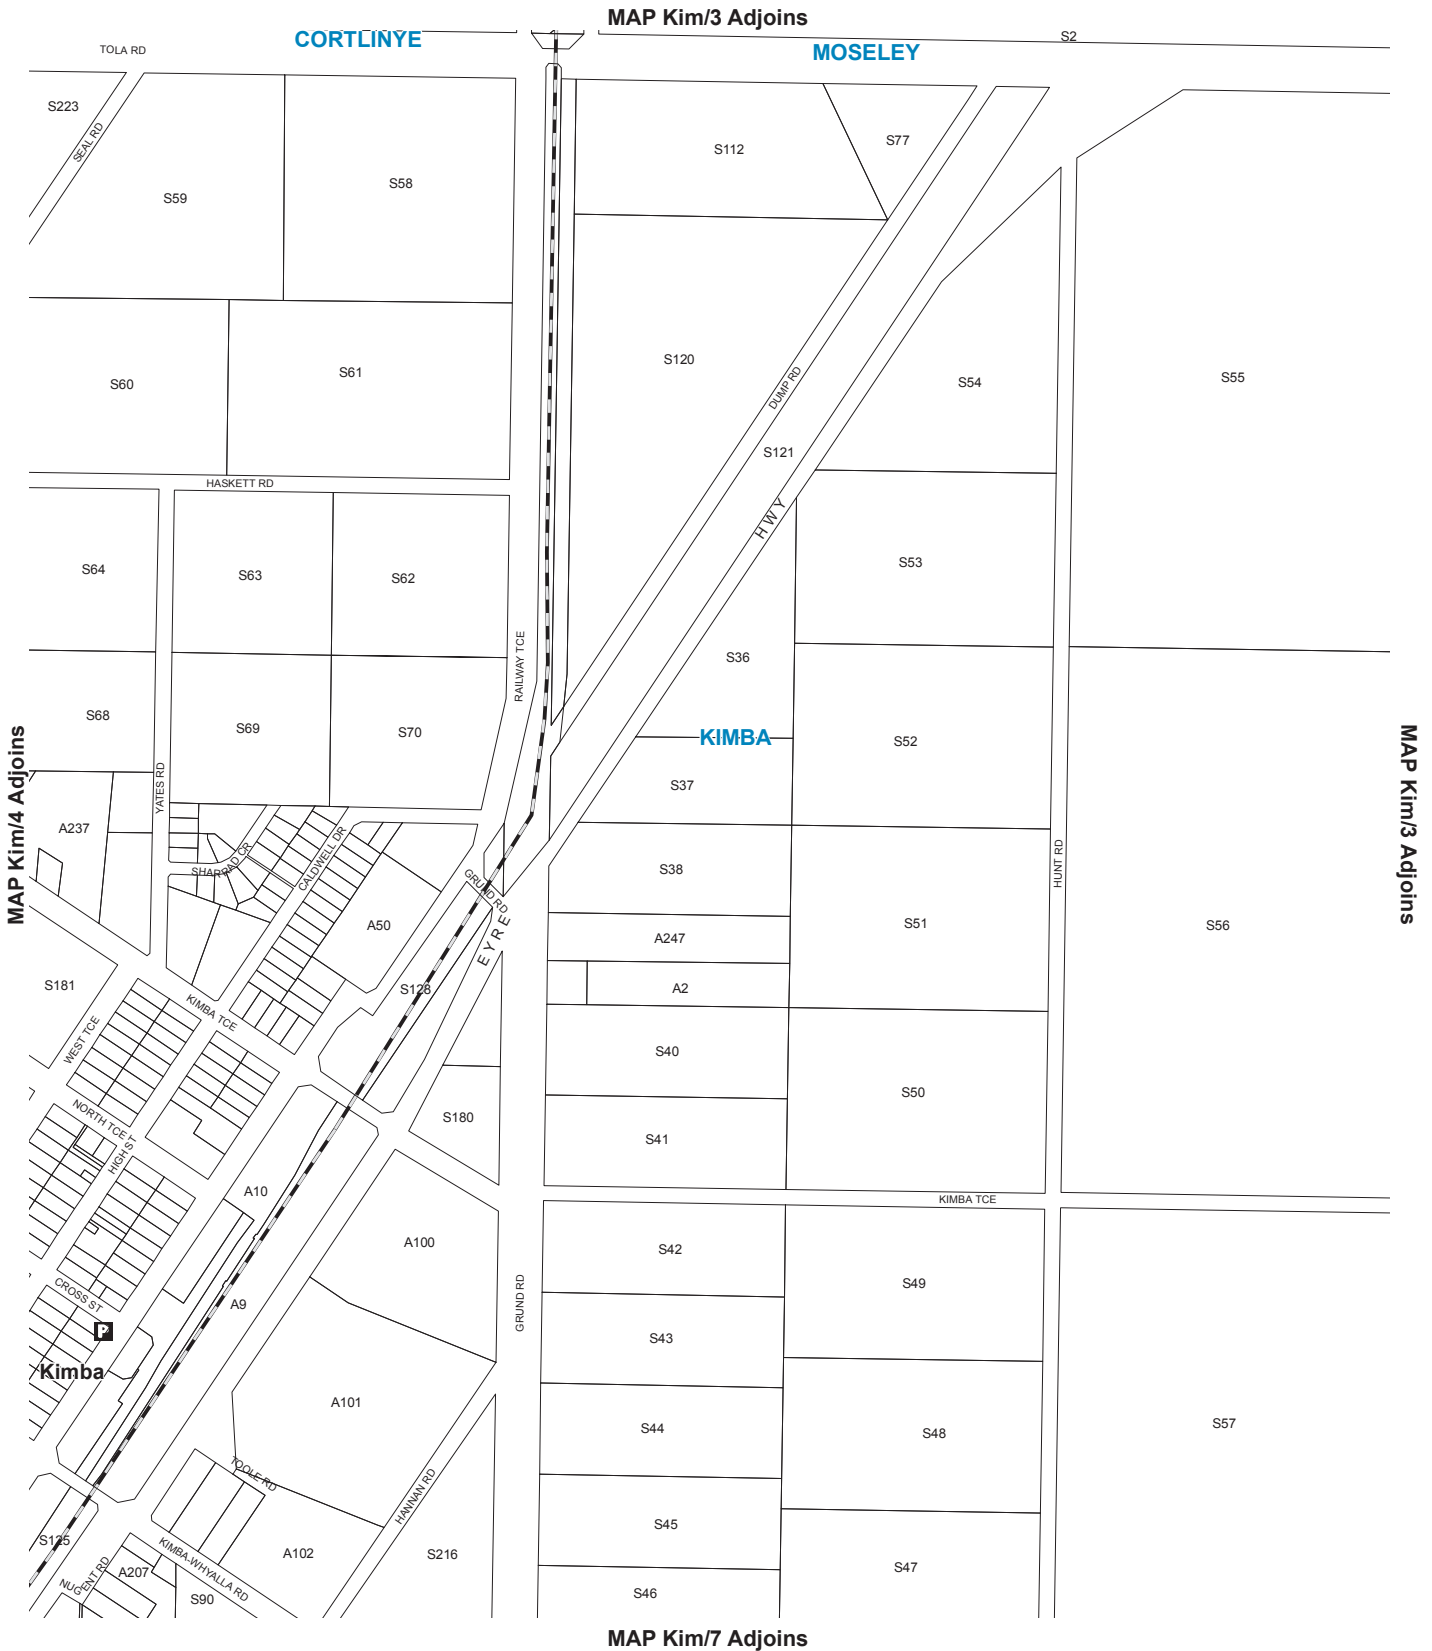 MAP Kim/3 Adjoins
S2
TOLA RD
CORTLINYE
MOSELEY
S223
SEAL RD
S59
S58
S112
S77
S60
S61
S120
S54
S55
DUMP RD
S121
HASKETT RD
HWY
S64
S63
S62
S53
RAILWAY TCE
S36
S68
S69
S70
KIMBA
S52
MAP Kim/4 Adjoins
MAP Kim/3 Adjoins
YATES RD
S37
A237
SHARRAD CR
CALDWELL DR
GRUND RD
S38
HUNT RD
A50
EYRE
A247
S51
S56
S181
S128
A2
KIMBA TCE
WEST TCE
S40
S50
NORTH TCE
HIGH ST
S180
S41
A10
KIMBA TCE
A100
S42
S49
CROSS ST
A9
GRUND RD
P
S43
Kimba
A101
S44
S48
S57
TOOLE RD
HANNAN RD
S125
S45
KIMBA-WHYALLA RD
A102
S216
NUGENT RD
A207
S90
S47
S46
MAP Kim/7 Adjoins